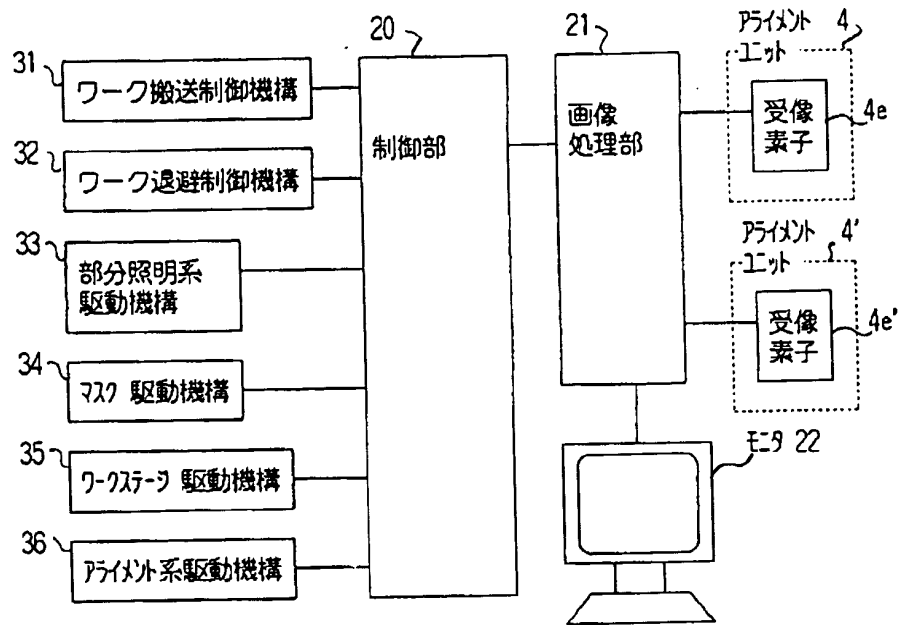 31
ワーク搬送制御機構
32
ワーク退避制御機構
33
部分照明系
駆動機構
34
マスク 駆動機構
35
ワークステージ 駆動機構
36
アライメント系駆動機構
20
制御部
21
画像
処理部
アライメント 4
ユニット
受像
素子
4e
アライメント 4'
ユニット
受像
素子
4e'
モニタ 22